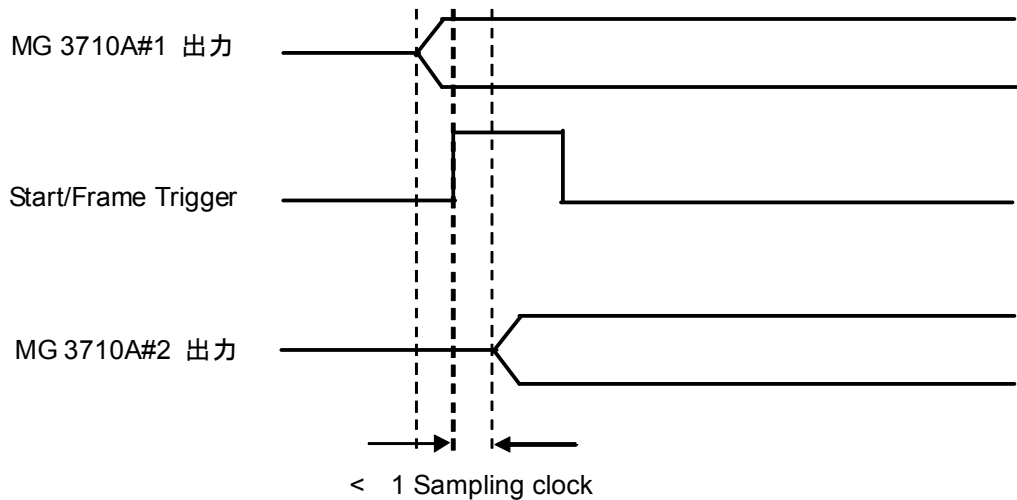 MG 3710A#1 出力
Start/Frame Trigger
MG 3710A#2 出力
< 1 Sampling clock